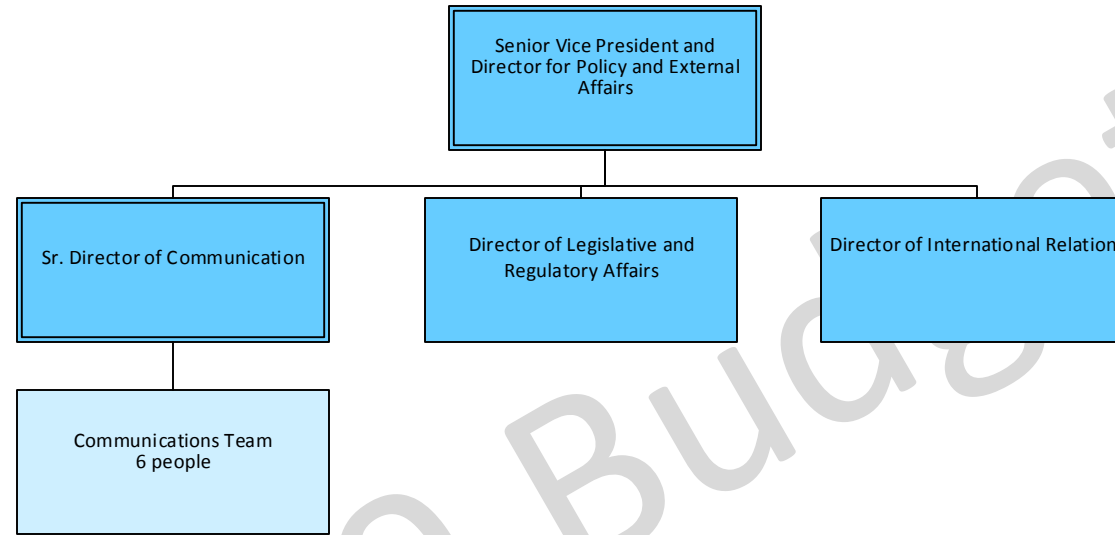 Senior Vice President and
Director for Policy and External
Affairs
Sr. Director of Communication
Director of Legislative and
Regulatory Affairs
Director of International Relation
Communications Team
6 people
Budget